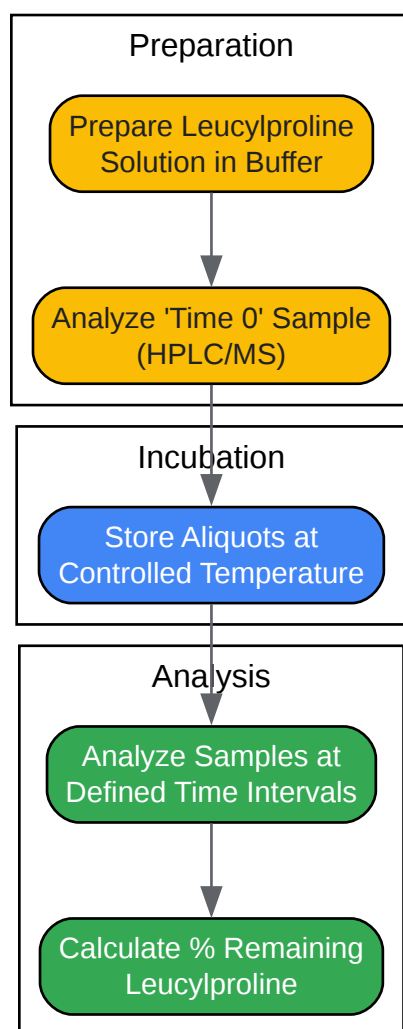 Preparation
Prepare Leucylproline
Solution in Buffer
Analyze 'Time 0' Sample
(HPLC/MS)
Incubation
Store Aliquots at
Controlled Temperature
Analysis
Analyze Samples at
Defined Time Intervals
Calculate % Remaining
Leucylproline